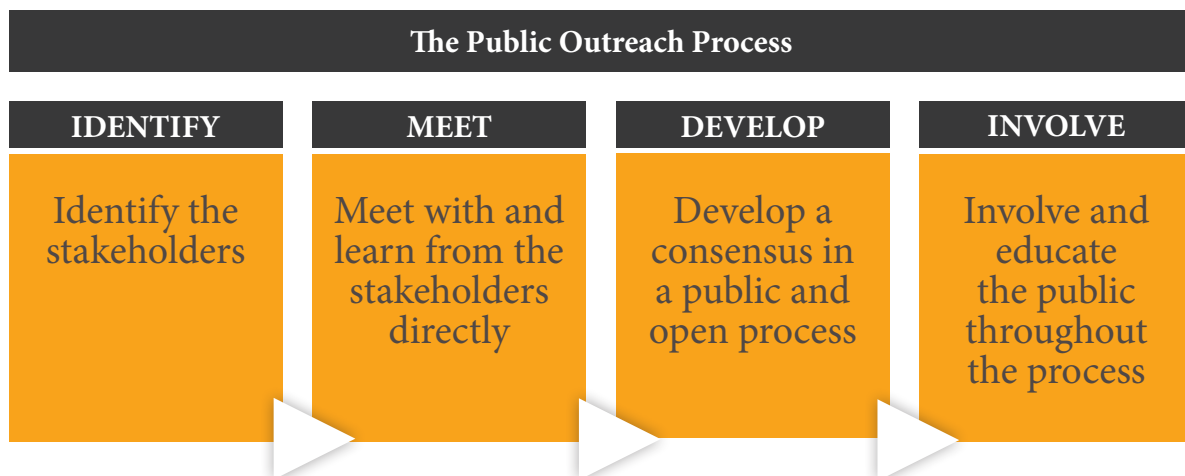 The Public Outreach Process
IDENTIFY
Identify the
stakeholders
MEET
Meet with and
learn from the
stakeholders
directly
DEVELOP
Develop a
consensus in
a public and
open process
INVOLVE
Involve and
educate
the public
throughout
the process